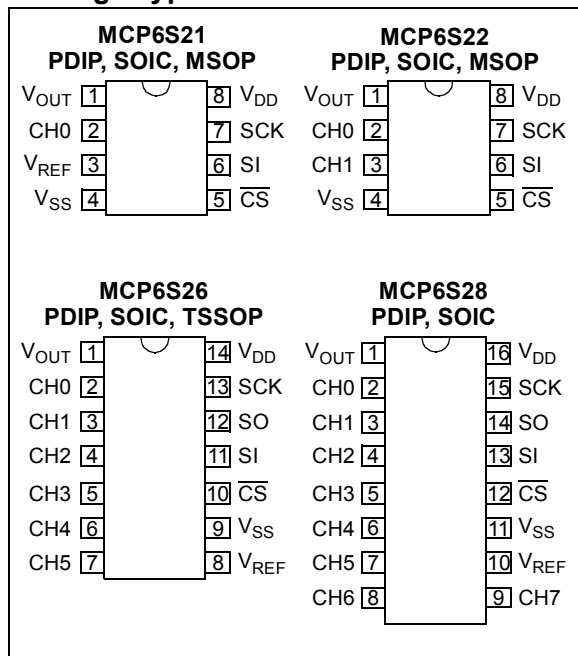 MCP6S21
PDIP, SOIC, MSOP
VOUT 1 8 VDD
CH0 2 7 SCK
VREF 3 6 SI
VSS 4 5 CS
MCP6S22
PDIP, SOIC, MSOP
VOUT 1 8 VDD
CH0 2 7 SCK
CH1 3 6 SI
VSS 4 5 CS
MCP6S26
PDIP, SOIC, TSSOP
VOUT 1 14 VDD
CH0 2 13 SCK
CH1 3 12 SO
CH2 4 11 SI
CH3 5 10 CS
CH4 6 9 VSS
CH5 7 8 VREF
MCP6S28
PDIP, SOIC
VOUT 1 16 VDD
CH0 2 15 SCK
CH1 3 14 SO
CH2 4 13 SI
CH3 5 12 CS
CH4 6 11 VSS
CH5 7 10 VREF
CH6 8 9 CH7